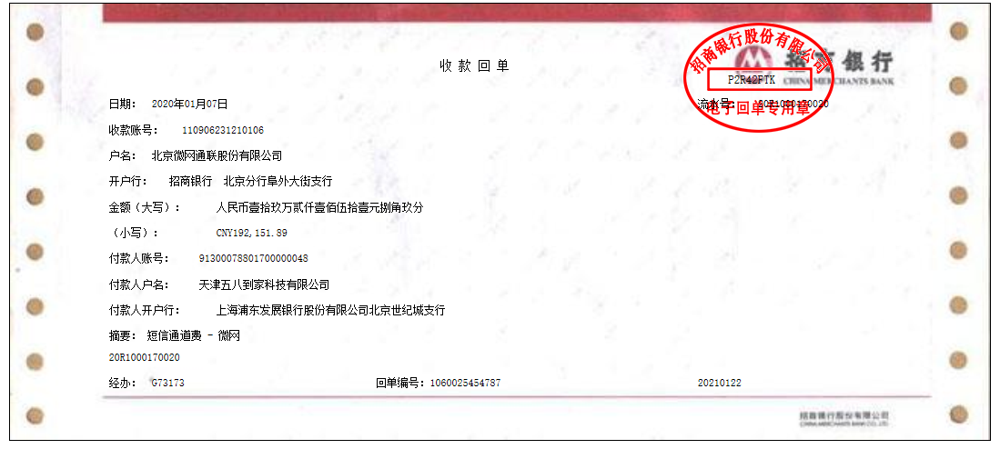 招商银行股份有限公司
招商银行
CHINA MERCHANTS BANK
收款回单
P2R42PTK
电子回单专用章
日期： 2020年01月07日 流水号：
收款账号： 110906231210106
户名： 北京微网通联股份有限公司
开户行： 招商银行 北京分行阜外大街支行
金额（大写）： 人民币壹拾玖万贰仟壹佰伍拾壹元捌角玖分
（小写）： CNY192,151.89
付款人账号： 91300078801700000048
付款人户名： 天津五八到家科技有限公司
付款人开户行： 上海浦东发展银行股份有限公司北京世纪城支行
摘要： 短信通道费 - 微网
20R1000170020
经办： G73173 回单编号：1060025454787 20210122
招商银行股份有限公司
CHINA MERCHANTS BANK CO., LTD